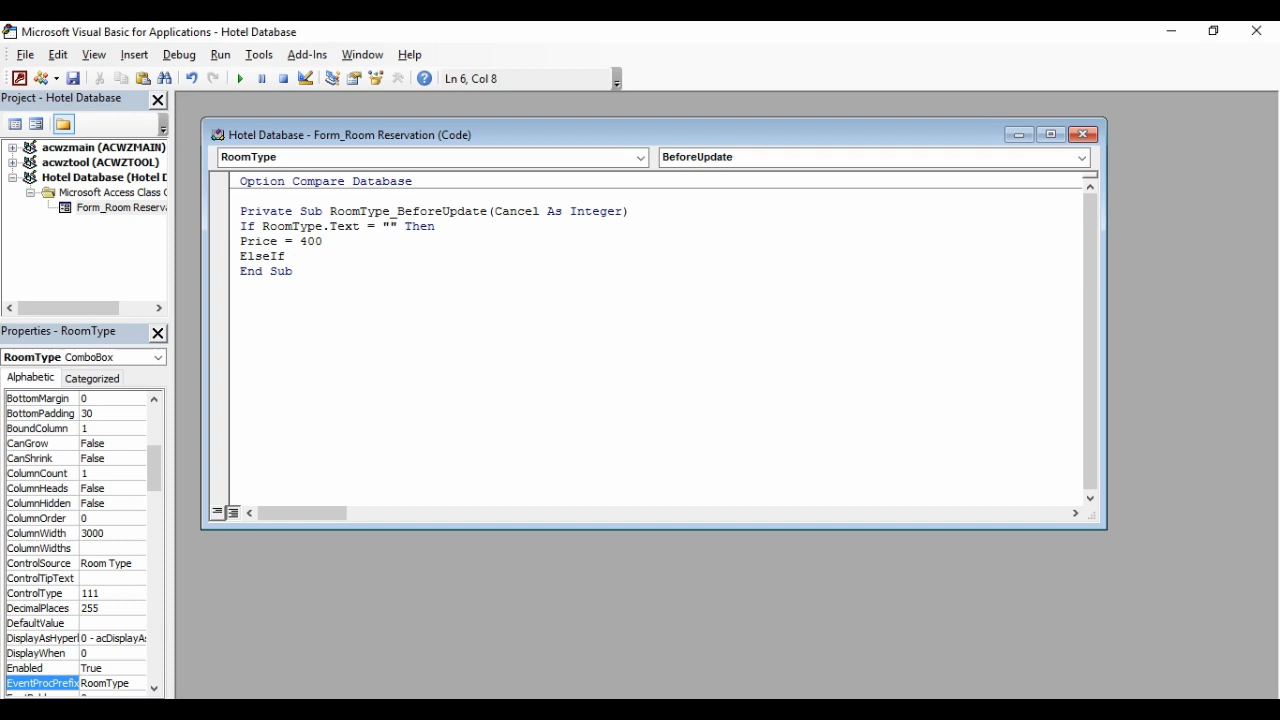 Microsoft Visual Basic for Applications - Hotel Database
File Edit View Insert Debug Run Tools Add-Ins Window Help
Ln 6, Col 8
Project - Hotel Database
acwzmain (ACWZMAIN)
acwztool (ACWZTOOL)
Hotel Database (Hotel D
Microsoft Access Class O
Form_Room Reserva
Properties - RoomType
RoomType ComboBox
Alphabetic Categorized
BottomMargin 0
BottomPadding 30
BoundColumn 1
CanGrow False
CanShrink False
ColumnCount 1
ColumnHeads False
ColumnHidden False
ColumnOrder 0
ColumnWidth 3000
ColumnWidths
ControlSource Room Type
ControlTipText
ControlType 111
DecimalPlaces 255
DefaultValue
DisplayAsHyperl 0 - acDisplayAs
DisplayWhen 0
Enabled True
EventProcPrefix RoomType
Hotel Database - Form_Room Reservation (Code)
RoomType BeforeUpdate
Option Compare Database
Private Sub RoomType_BeforeUpdate(Cancel As Integer)
If RoomType.Text = "" Then
Price = 400
ElseIf
End Sub